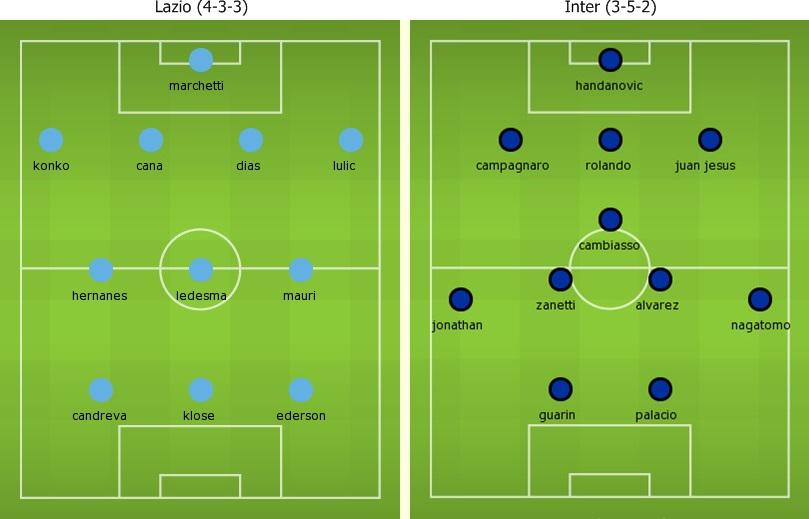 Lazio (4-3-3)
marchetti
konko cana dias lulic
hernanes ledesma mauri
candreva klose ederson
Inter (3-5-2)
handanovic
campagnaro rolando juan jesus
cambiasso
zanetti alvarez
jonathan nagatomo
guarin palacio